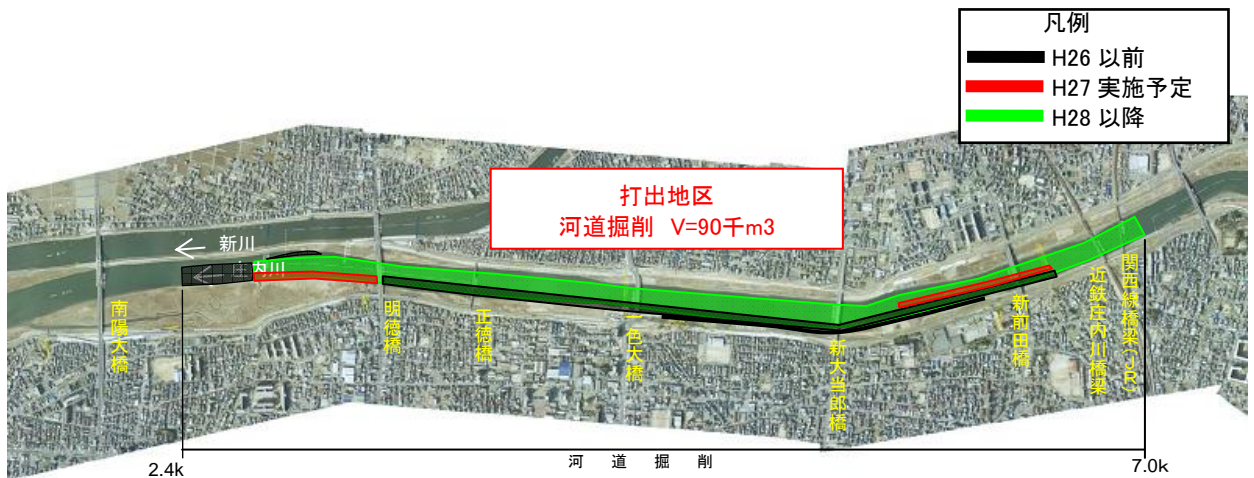 凡例
H26 以前
H27 実施予定
H28 以降
打出地区
河道掘削 V=90千m3
新川
庄内川
南陽大橋
明徳橋
正徳橋
一色大橋
新大当郎橋
新前田橋
近鉄庄内川橋梁
関西線橋梁(JR)
2.4k
河道掘削
7.0k